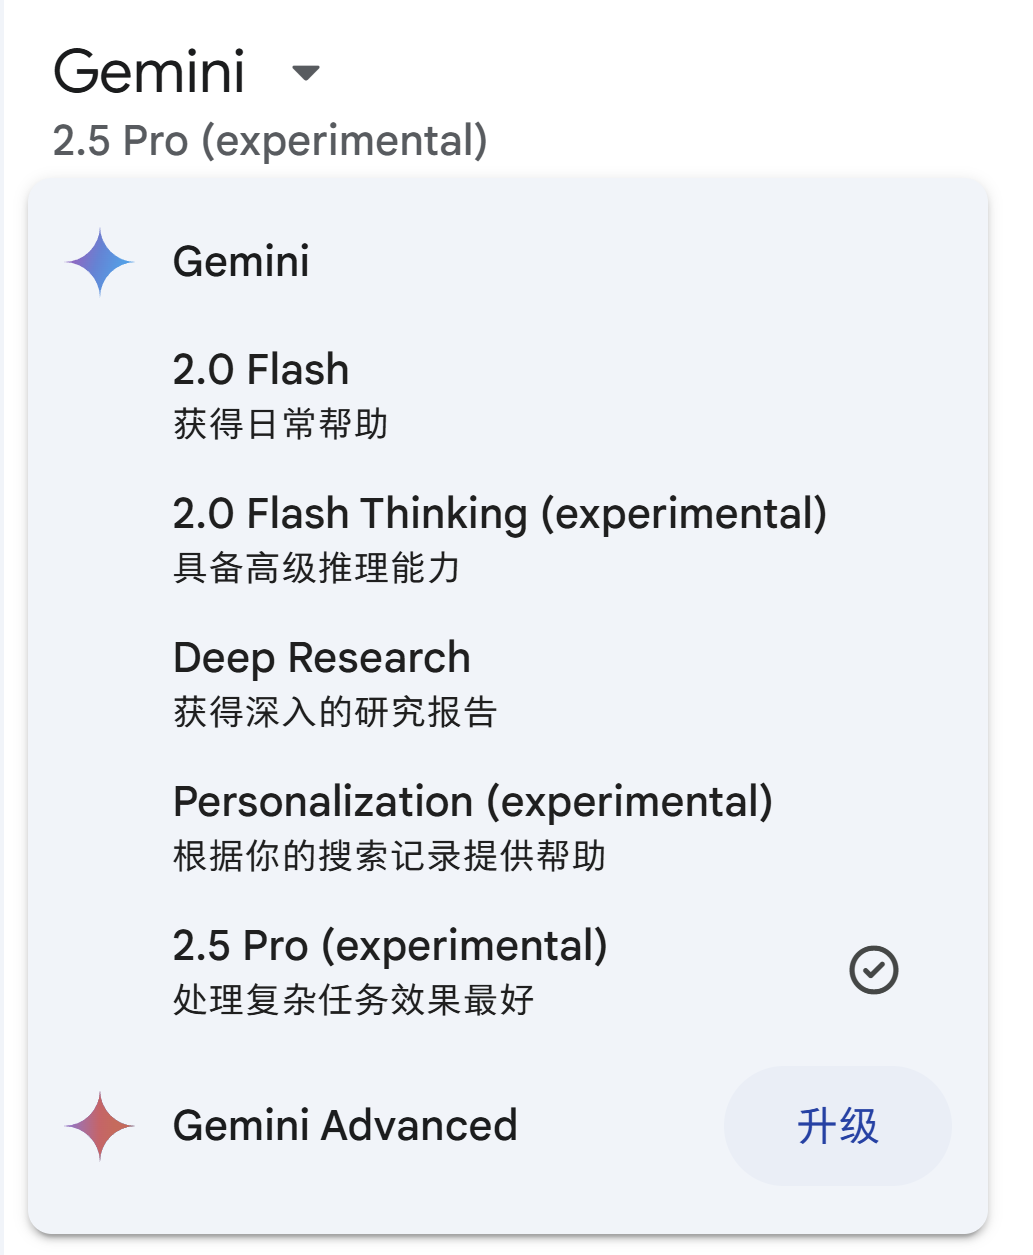 Gemini
2.5 Pro (experimental)
Gemini
2.0 Flash
获得日常帮助
2.0 Flash Thinking (experimental)
具备高级推理能力
Deep Research
获得深入的研究报告
Personalization (experimental)
根据你的搜索记录提供帮助
2.5 Pro (experimental)
处理复杂任务效果最好
Gemini Advanced 升级